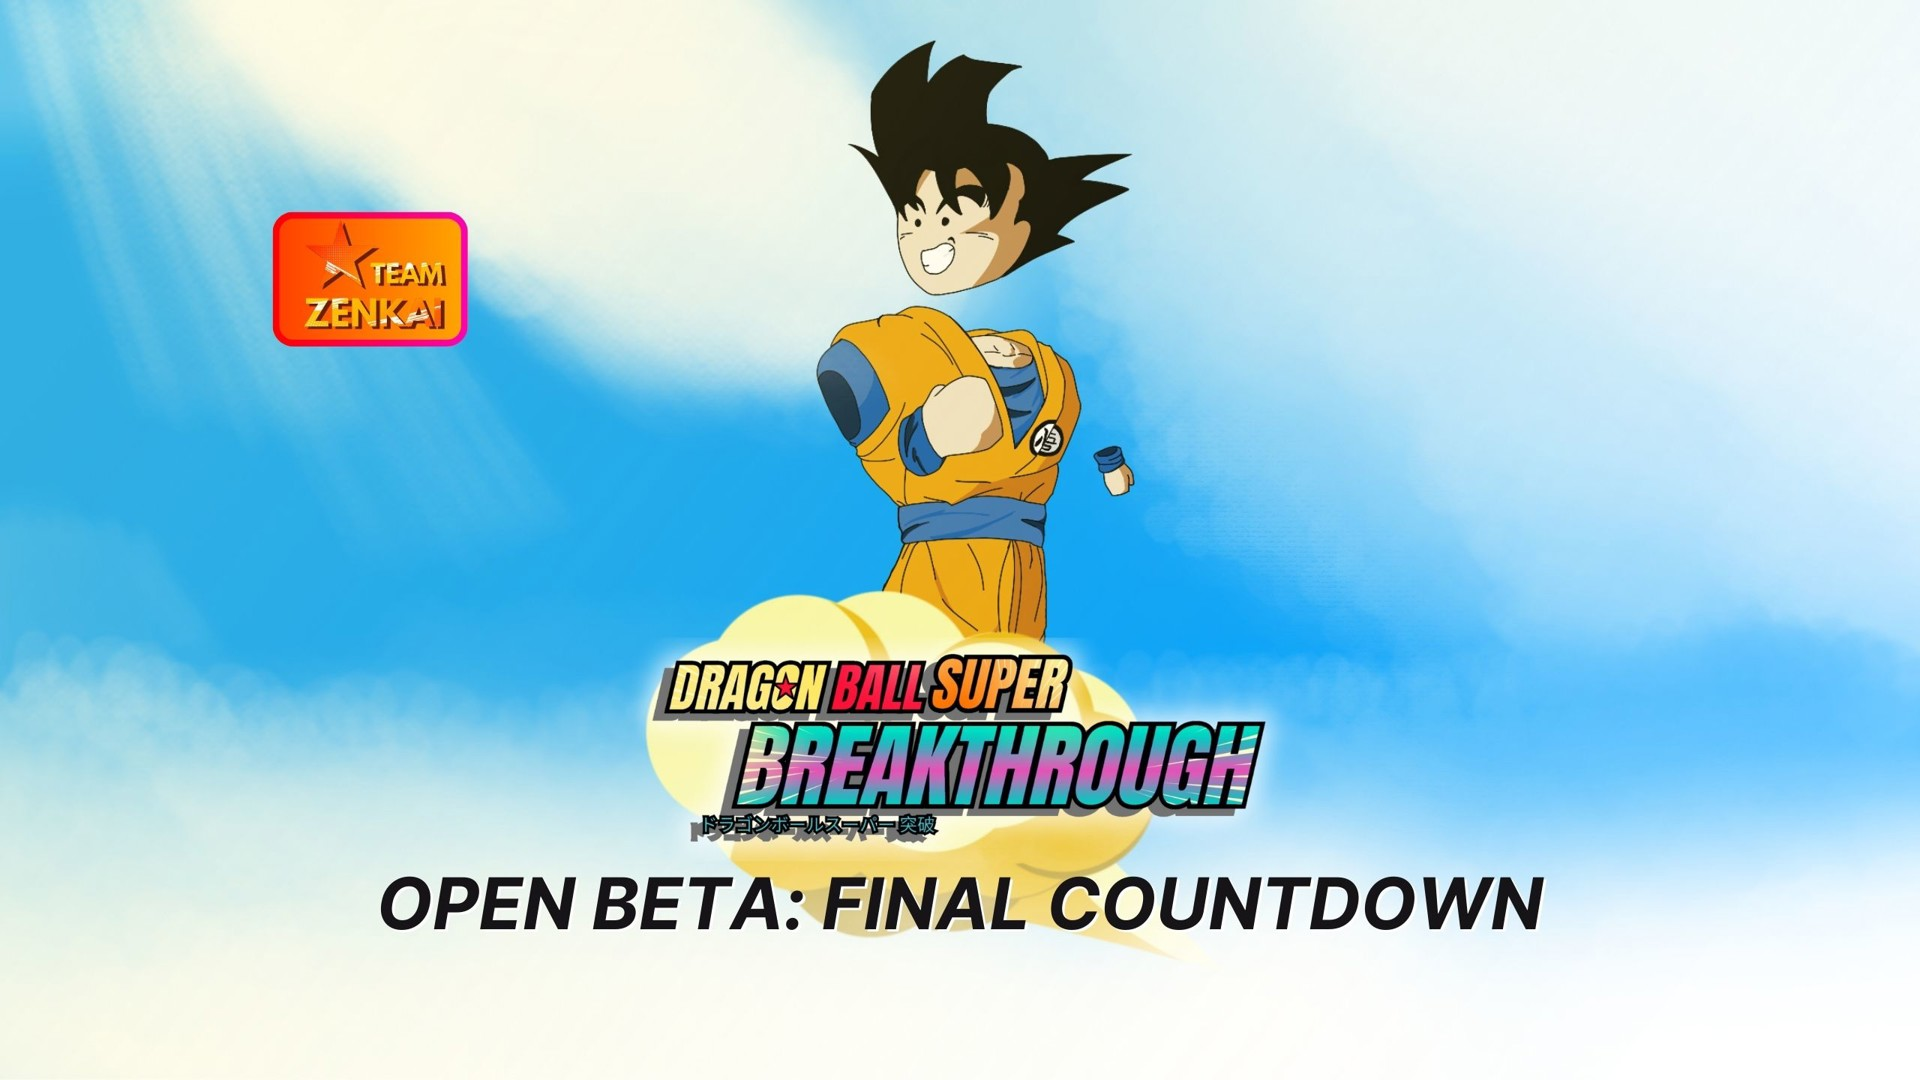 TEAM
ZENKAI
DRAGON BALL SUPER
BREAKTHROUGH
ドラゴンボールスーパー 突破
OPEN BETA: FINAL COUNTDOWN